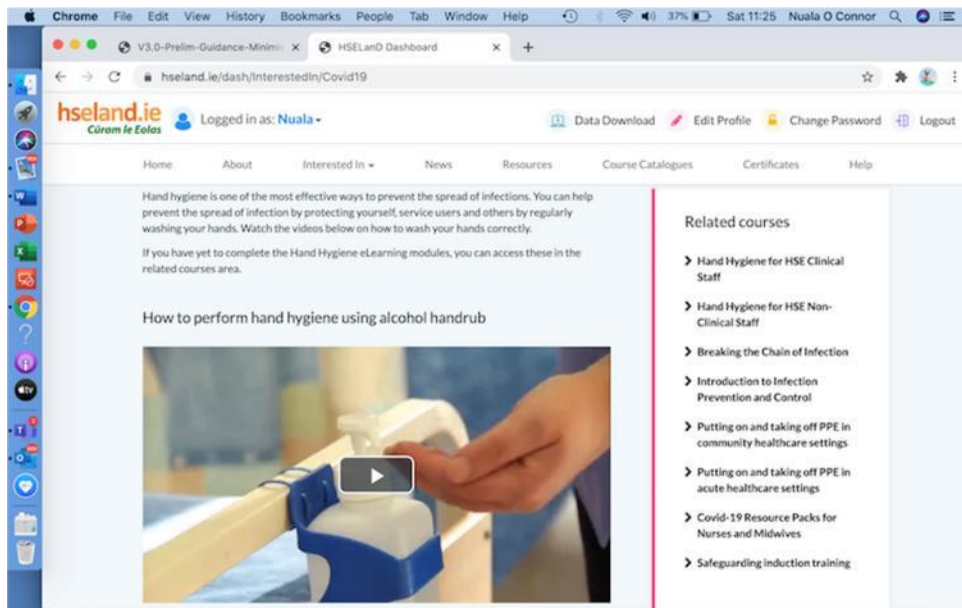 Chrome File Edit View History Bookmarks People Tab Window Help 37% Sat 11:25 Nuala O Connor
V3.0-Prelim-Guidance-Minimi HSELanD Dashboard
hseland.ie/dash/InterestedIn/Covid19
hseland.ie
Cúram le Eolas
Logged in as: Nuala
Data Download Edit Profile Change Password Logout
Home About Interested In News Resources Course Catalogues Certificates Help
Hand hygiene is one of the most effective ways to prevent the spread of infections. You can help
prevent the spread of infection by protecting yourself, service users and others by regularly
washing your hands. Watch the videos below on how to wash your hands correctly.
If you have yet to complete the Hand Hygiene eLearning modules, you can access these in the
related courses area.
How to perform hand hygiene using alcohol handrub
Related courses
Hand Hygiene for HSE Clinical
Staff
Hand Hygiene for HSE Non-
Clinical Staff
Breaking the Chain of Infection
Introduction to Infection
Prevention and Control
Putting on and taking off PPE in
community healthcare settings
Putting on and taking off PPE in
acute healthcare settings
Covid-19 Resource Packs for
Nurses and Midwives
Safeguarding induction training